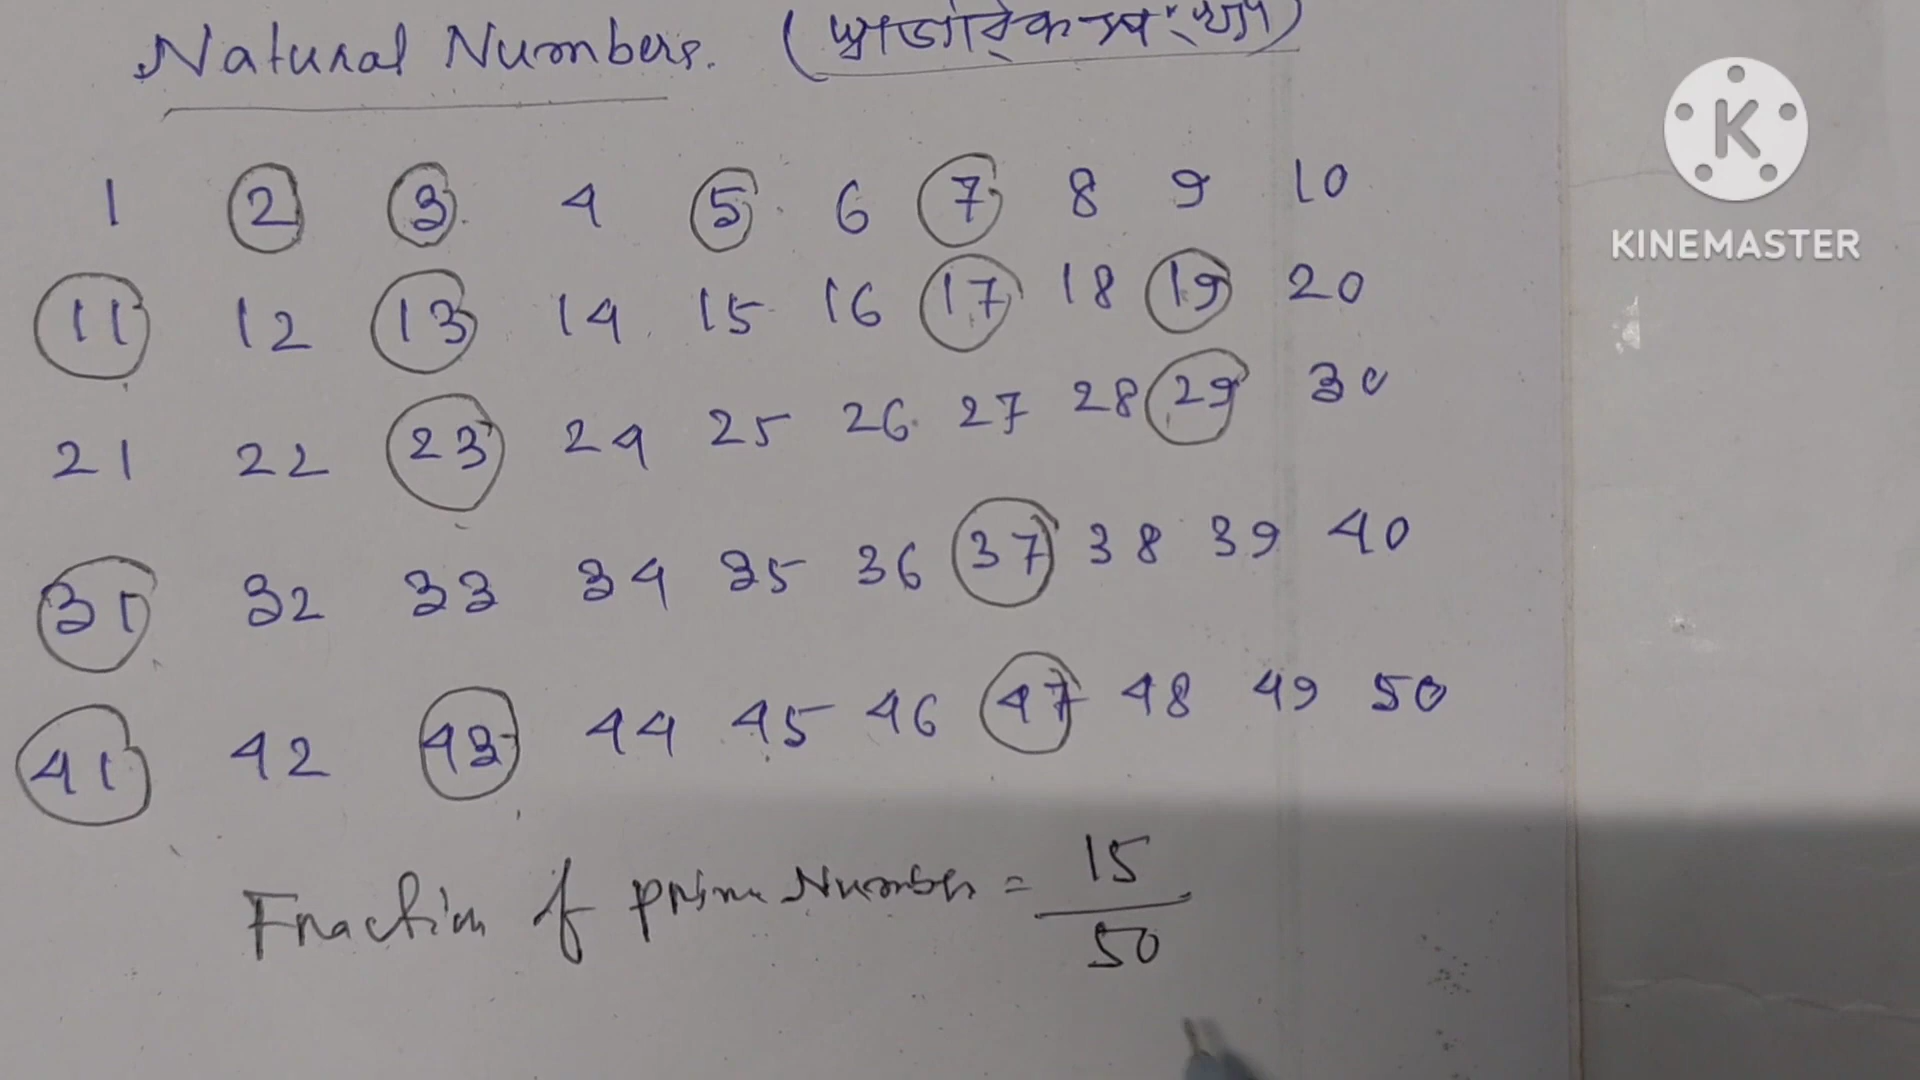 Natural Numbers. (স্বাভাবিক সংখ্যা)
1 2 3 4 5 6 7 8 9 10
11 12 13 14 15 16 17 18 19 20
21 22 23 24 25 26 27 28 29 30
31 32 33 34 35 36 37 38 39 40
41 42 43 44 45 46 47 48 49 50
Fraction of prime Number = 15/50
K
KINEMASTER